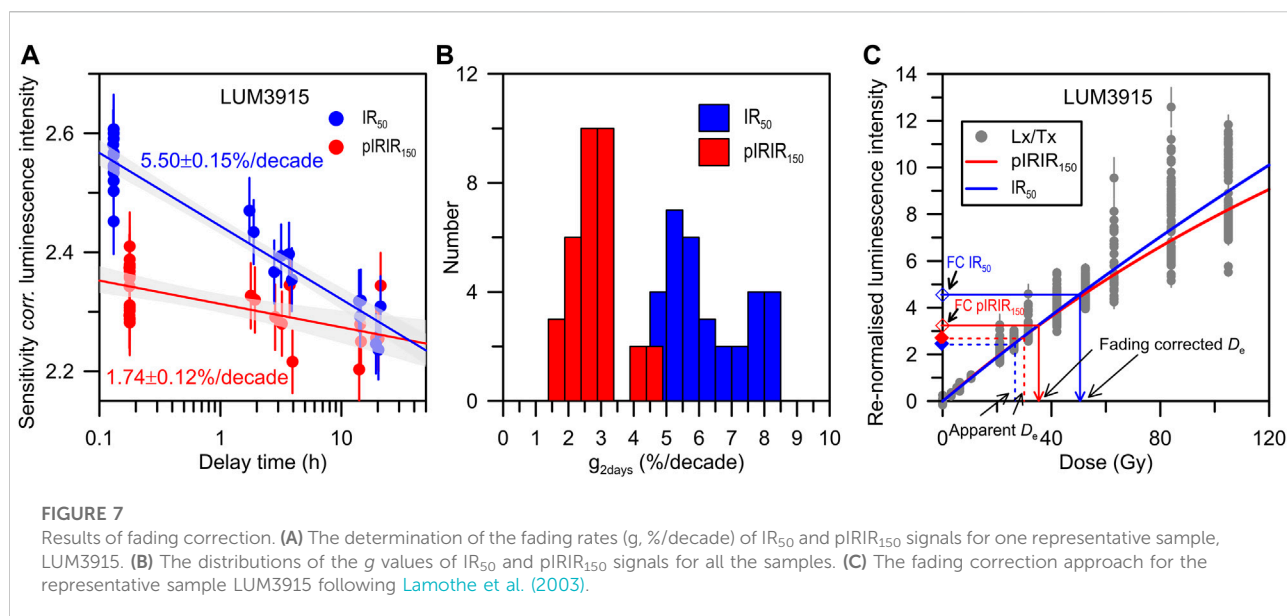 A
LUM3915
IR50
pIRIR150
5.50±0.15%/decade
1.74±0.12%/decade
Sensitivity corr. luminescence intensity
2.6
2.5
2.4
2.3
2.2
0.1
1
10
Delay time (h)
B
IR50
pIRIR150
Number
12
8
4
0
0 1 2 3 4 5 6 7 8 9 10
g2days (%/decade)
C
LUM3915
Lx/Tx
pIRIR150
IR50
FC IR50
FC pIRIR150
Fading corrected De
Apparent De
Re-normalised luminescence intensity
14
12
10
8
6
4
2
0
0 40 80 120
Dose (Gy)
FIGURE 7
Results of fading correction. (A) The determination of the fading rates (g, %/decade) of IR50 and pIRIR150 signals for one representative sample,
LUM3915. (B) The distributions of the g values of IR50 and pIRIR150 signals for all the samples. (C) The fading correction approach for the
representative sample LUM3915 following Lamothe et al. (2003).